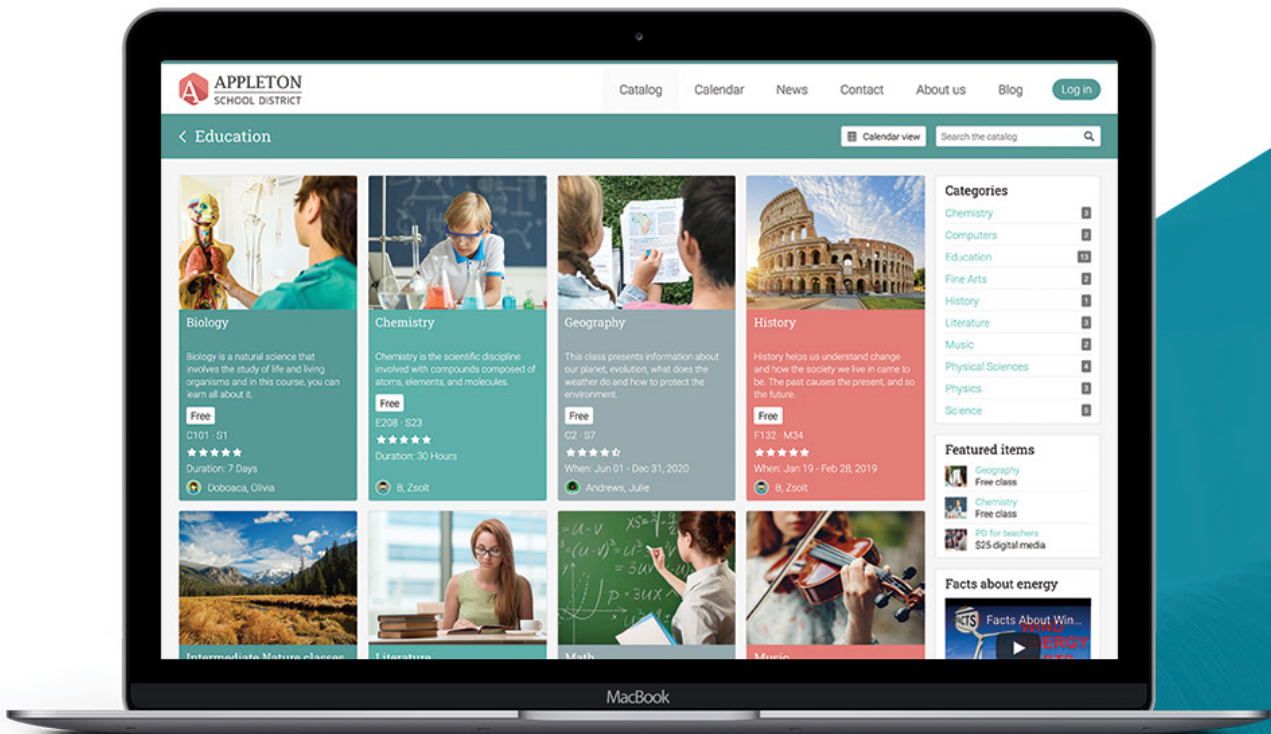 APPLETON
SCHOOL DISTRICT
Catalog
Calendar
News
Contact
About us
Blog
Log in
< Education
Calendar view
Search the catalog
Biology
Biology is a natural science that
involves the study of life and living
organisms and in this course, you can
learn all about it.
Free
C101 · S1
Duration: 7 Days
Doboaca, Olivia
Chemistry
Chemistry is the scientific discipline
involved with compounds composed of
atoms, elements, and molecules.
Free
E208 · S23
Duration: 30 Hours
B, Zsolt
Geography
This class presents information about
our planet, evolution, what does the
weather do and how to protect the
environment.
Free
C2 · S7
When: Jun 01 - Dec 31, 2020
Andrews, Julie
History
History helps us understand change
and how the society we live in came to
be. The past causes the present, and so
the future.
Free
F132 · M34
When: Jan 19 - Feb 28, 2019
B, Zsolt
Intermediate Nature classes
Literature
Math
Music
Categories
Chemistry 3
Computers 2
Education 13
Fine Arts 2
History 1
Literature 3
Music 2
Physical Sciences 4
Physics 3
Science 5
Featured items
Geography
Free class
Chemistry
Free class
PD for teachers
$25 digital media
Facts about energy
FACTS
Facts About Win...
WIND
ENERGY
MacBook